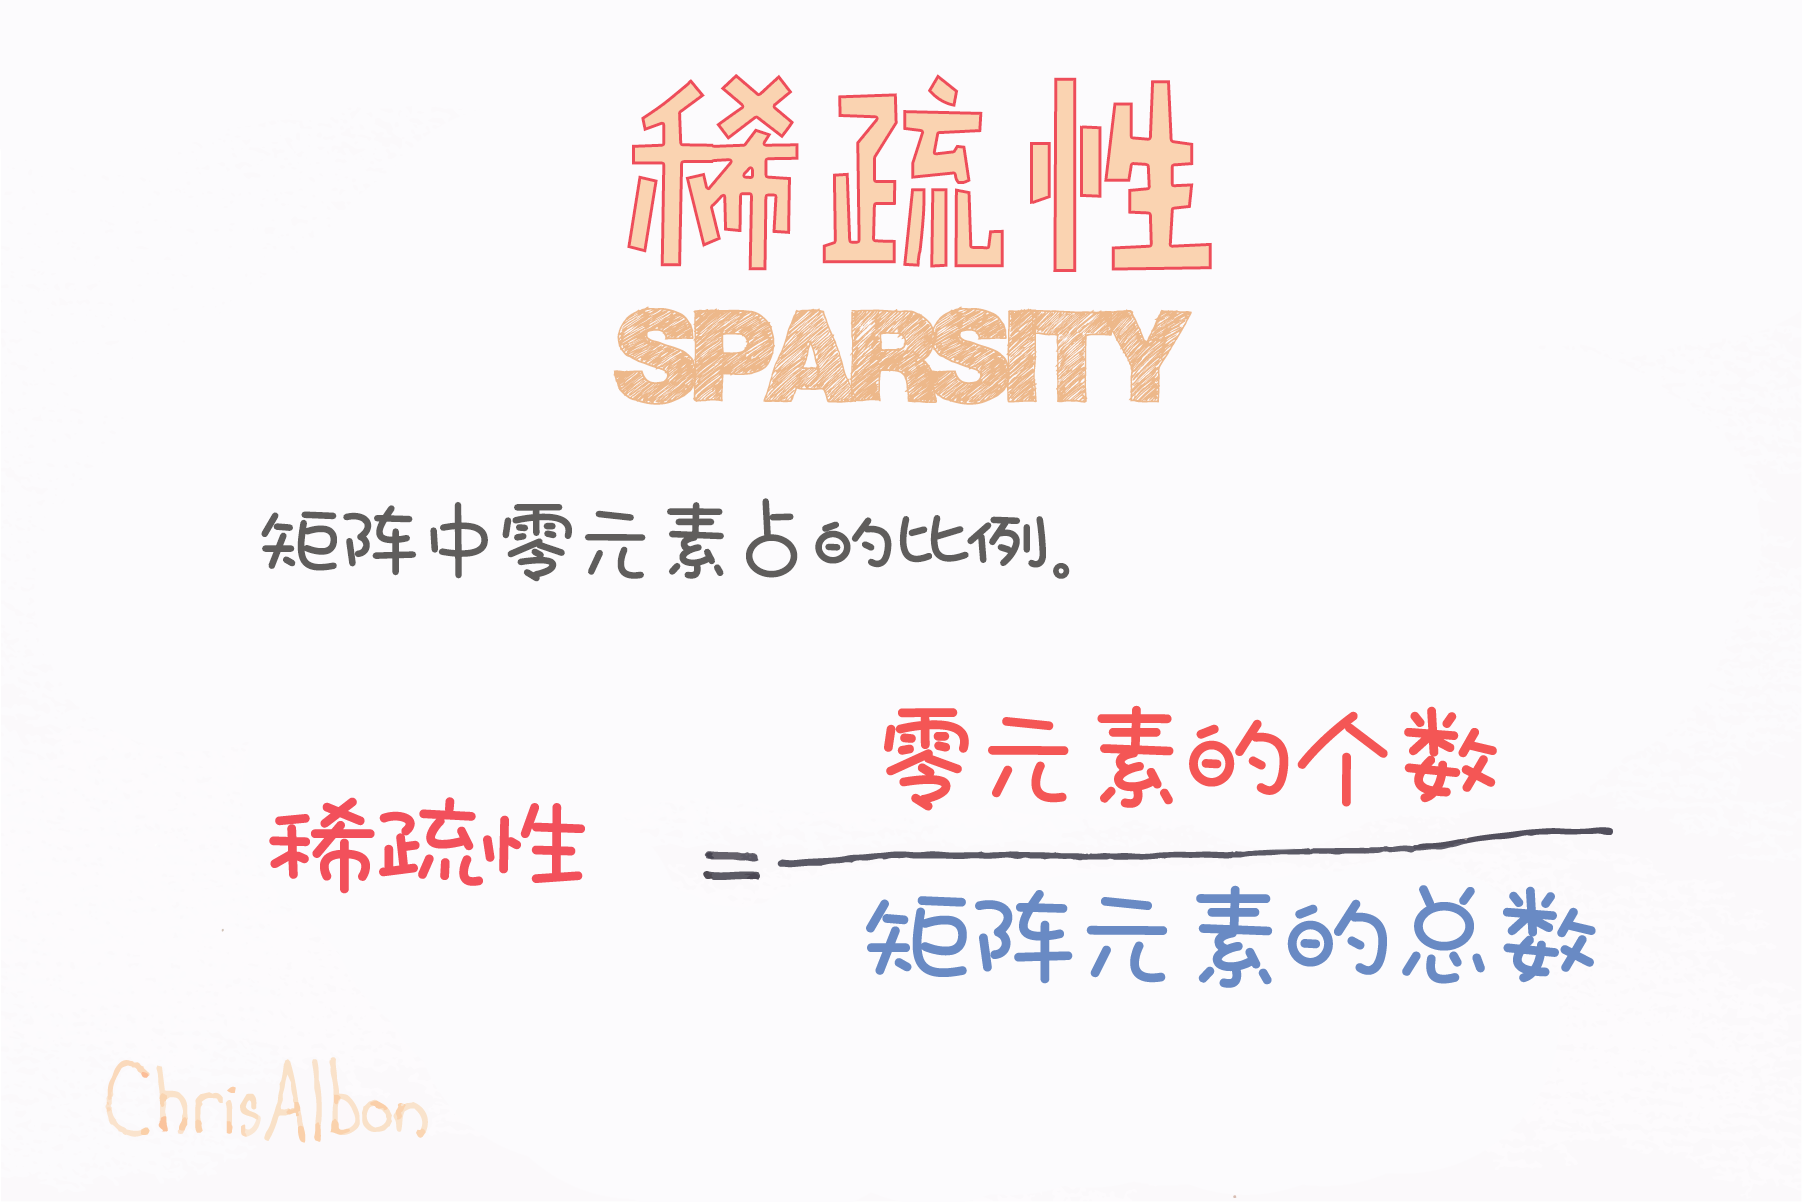 稀疏性
SPARSITY
矩阵中零元素占的比例。
稀疏性 = 零元素的个数
矩阵元素的总数
ChrisAlbon